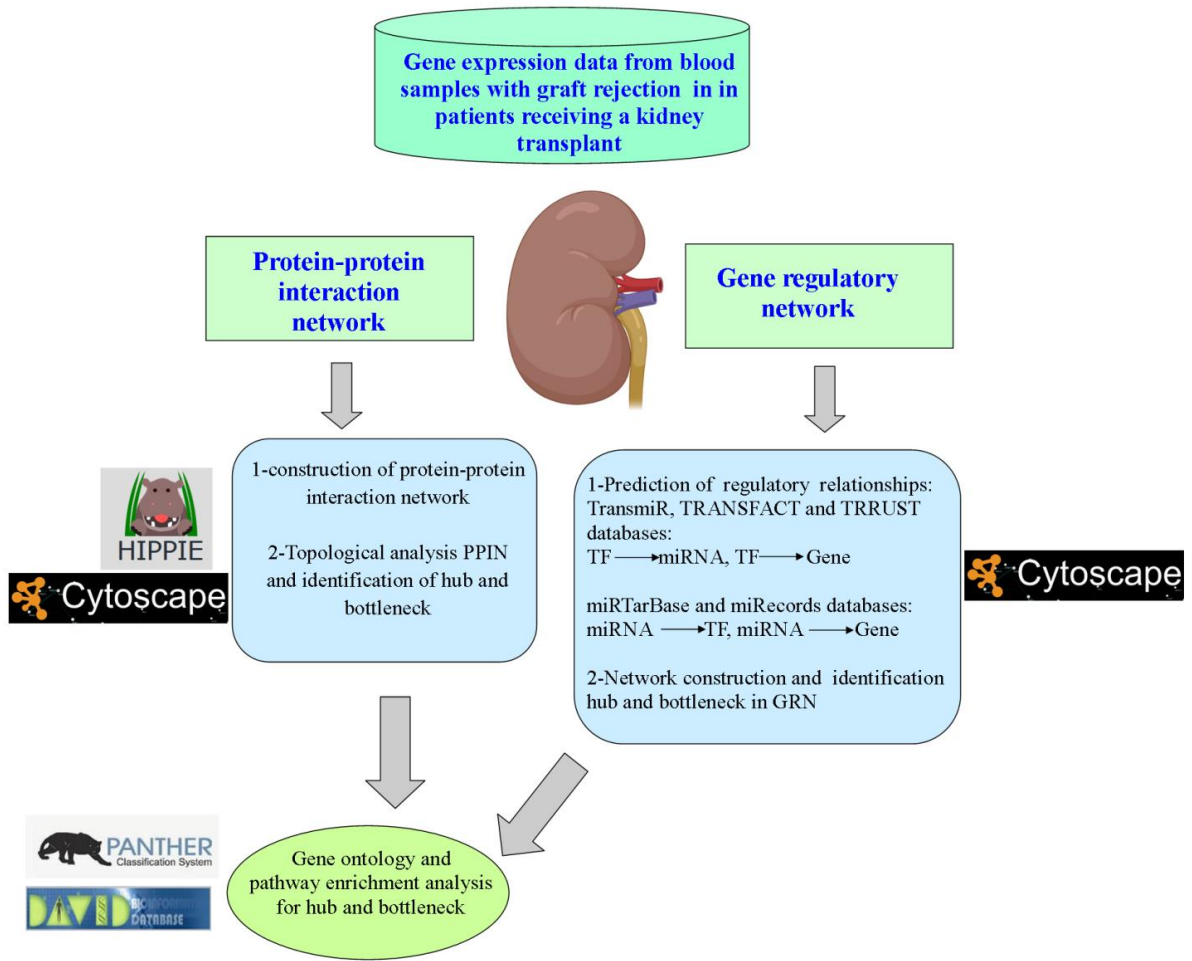 Gene expression data from blood
samples with graft rejection in in
patients receiving a kidney
transplant
Protein-protein
interaction
network
Gene regulatory
network
1-construction of protein-protein
interaction network
2-Topological analysis PPIN
and identification of hub and
bottleneck
HIPPIE
Cytoscape
1-Prediction of regulatory relationships:
TransmiR, TRANSFACT and TRRUST
databases:
TF → miRNA, TF → Gene
miRTarBase and miRecords databases:
miRNA → TF, miRNA → Gene
2-Network construction and identification
hub and bottleneck in GRN
Cytoscape
PANTHER
Classification System
DAVID
DATABASE
Gene ontology and
pathway enrichment analysis
for hub and bottleneck